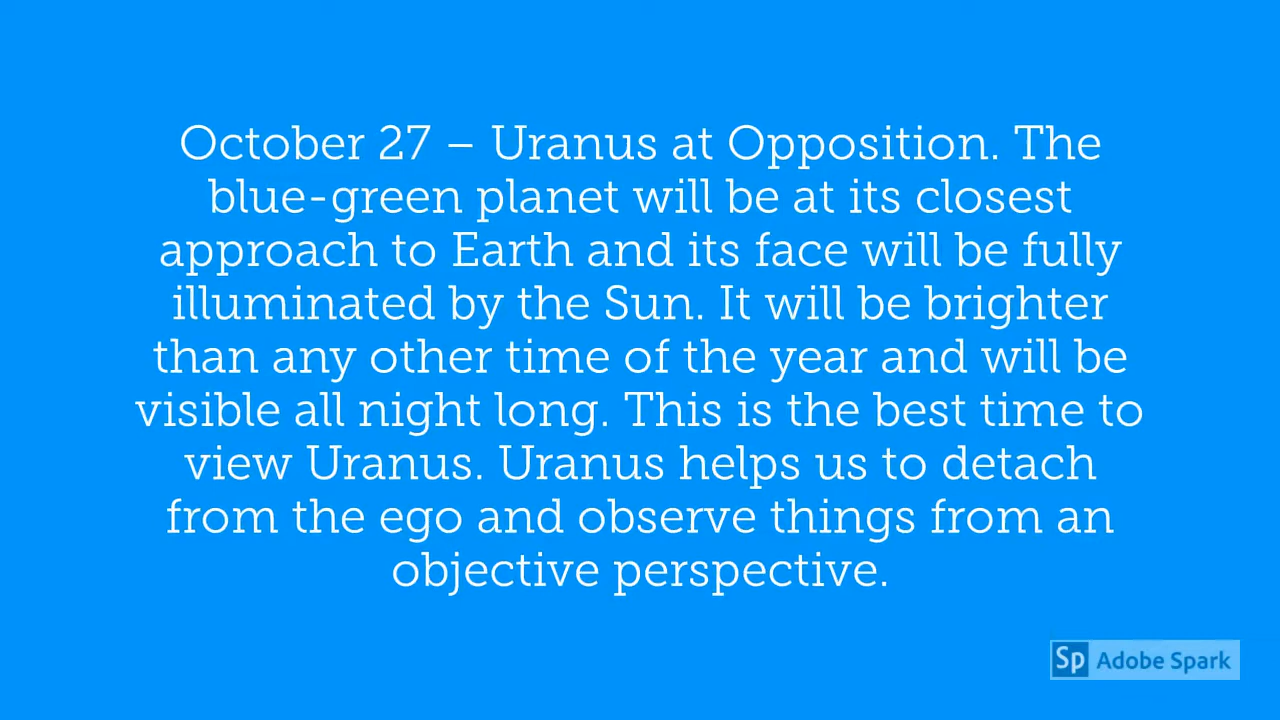 October 27 – Uranus at Opposition. The
blue-green planet will be at its closest
approach to Earth and its face will be fully
illuminated by the Sun. It will be brighter
than any other time of the year and will be
visible all night long. This is the best time to
view Uranus. Uranus helps us to detach
from the ego and observe things from an
objective perspective.
Sp Adobe Spark